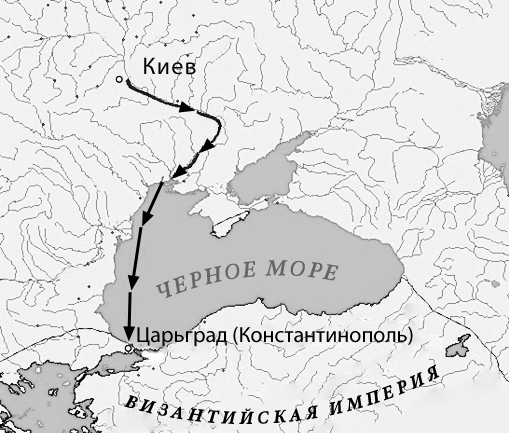 Киев
ЧЕРНОЕ МОРЕ
Царьград (Константинополь)
ВИЗАНТИЙСКАЯ ИМПЕРИЯ